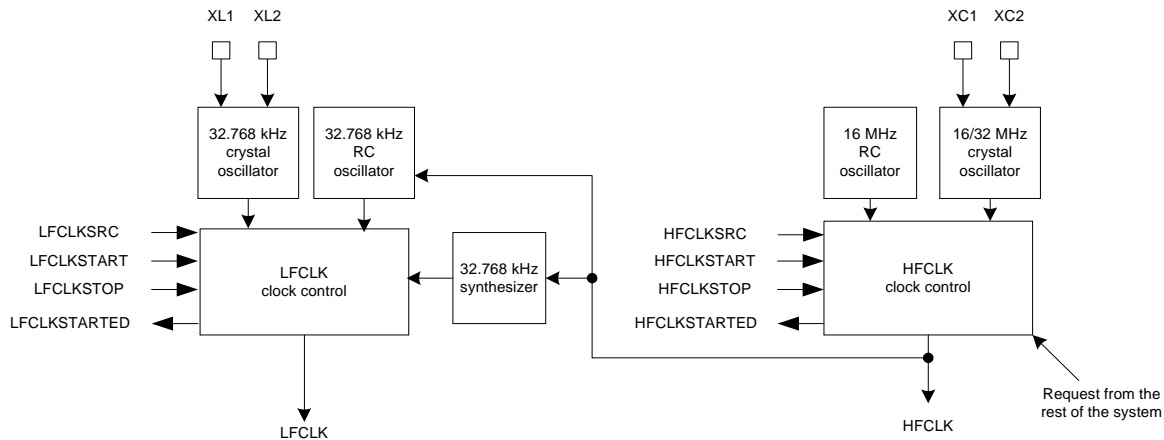 XL1 XL2
XC1 XC2
32.768 kHz
crystal
oscillator
32.768 kHz
RC
oscillator
16 MHz
RC
oscillator
16/32 MHz
crystal
oscillator
LFCLKSRC
LFCLKSTART
LFCLKSTOP
LFCLKSTARTED
LFCLK
clock control
32.768 kHz
synthesizer
HFCLKSRC
HFCLKSTART
HFCLKSTOP
HFCLKSTARTED
HFCLK
clock control
Request from the
rest of the system
LFCLK
HFCLK